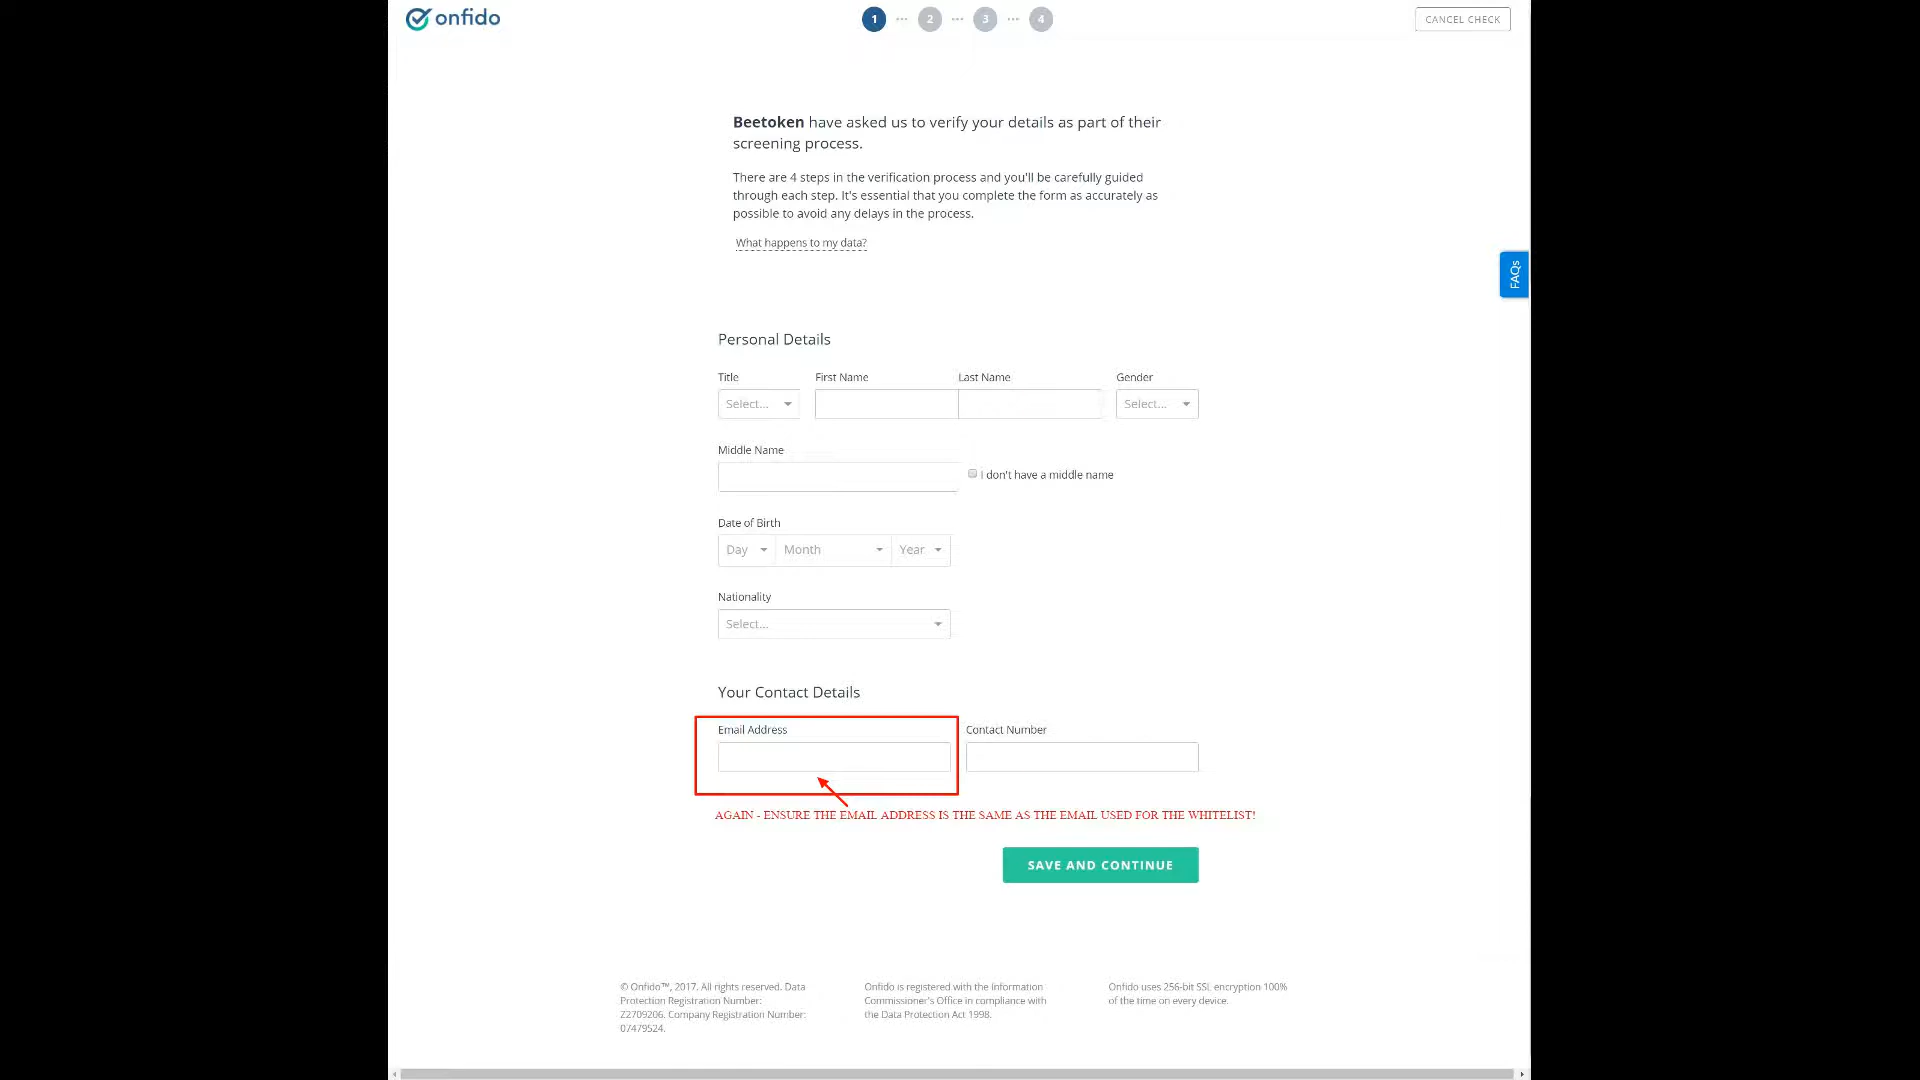 onfido
1 ... 2 ... 3 ... 4
CANCEL CHECK
Beetoken have asked us to verify your details as part of their
screening process.
There are 4 steps in the verification process and you'll be carefully guided
through each step. It's essential that you complete the form as accurately as
possible to avoid any delays in the process.
What happens to my data?
FAQs
Personal Details
Title First Name Last Name Gender
Select... Select...
Middle Name
I don't have a middle name
Date of Birth
Day Month Year
Nationality
Select...
Your Contact Details
Email Address Contact Number
AGAIN - ENSURE THE EMAIL ADDRESS IS THE SAME AS THE EMAIL USED FOR THE WHITELIST!
SAVE AND CONTINUE
© Onfido™, 2017. All rights reserved. Data
Protection Registration Number:
Z2709206. Company Registration Number:
07479524.
Onfido is registered with the Information
Commissioner's Office in compliance with
the Data Protection Act 1998.
Onfido uses 256-bit SSL encryption 100%
of the time on every device.